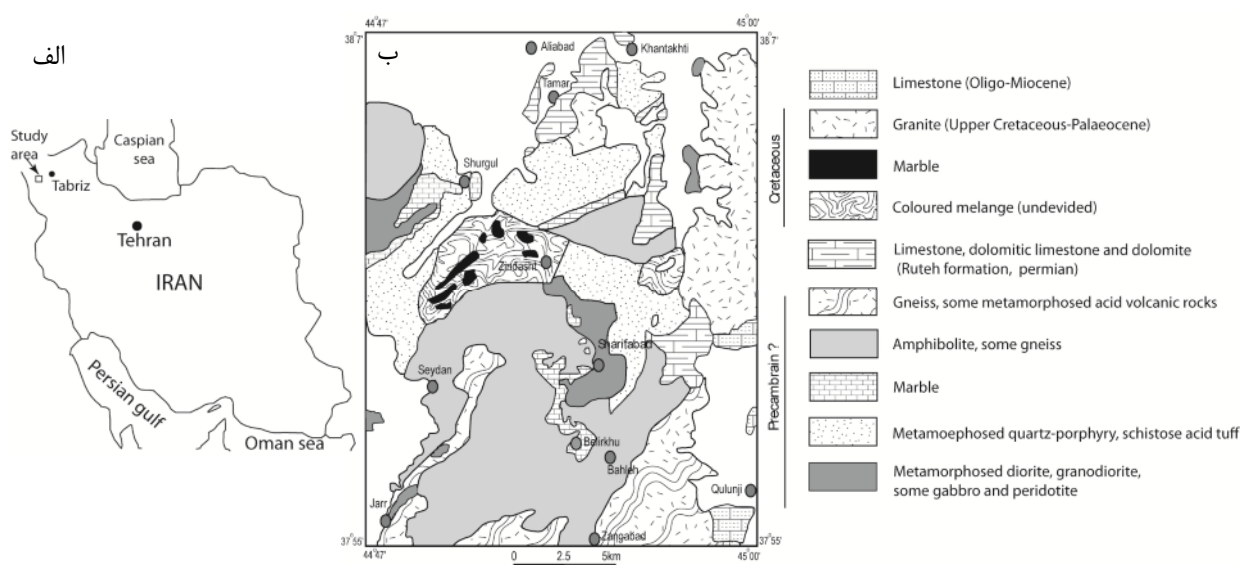 الف
Study
area
Tabriz
Caspian
sea
Tehran
IRAN
Persian gulf
Oman sea
ب
44°47'
45°00'
38°7'
38°7'
Aliabad
Khantakhti
Tamar
Shurgul
Zindasht
Sharifabad
Seydan
Belirkhu
Bahleh
Jarr
Qulunji
Zangabad
37°55'
37°55'
44°47'
45°00'
0 2.5 5km
Limestone (Oligo-Miocene)
Granite (Upper Cretaceous-Palaeocene)
Marble
Coloured melange (undevided)
Cretaceous
Limestone, dolomitic limestone and dolomite
(Ruteh formation, permian)
Gneiss, some metamorphosed acid volcanic rocks
Amphibolite, some gneiss
Marble
Metamoephosed quartz-porphyry, schistose acid tuff
Metamorphosed diorite, granodiorite,
some gabbro and peridotite
Precambrain ?